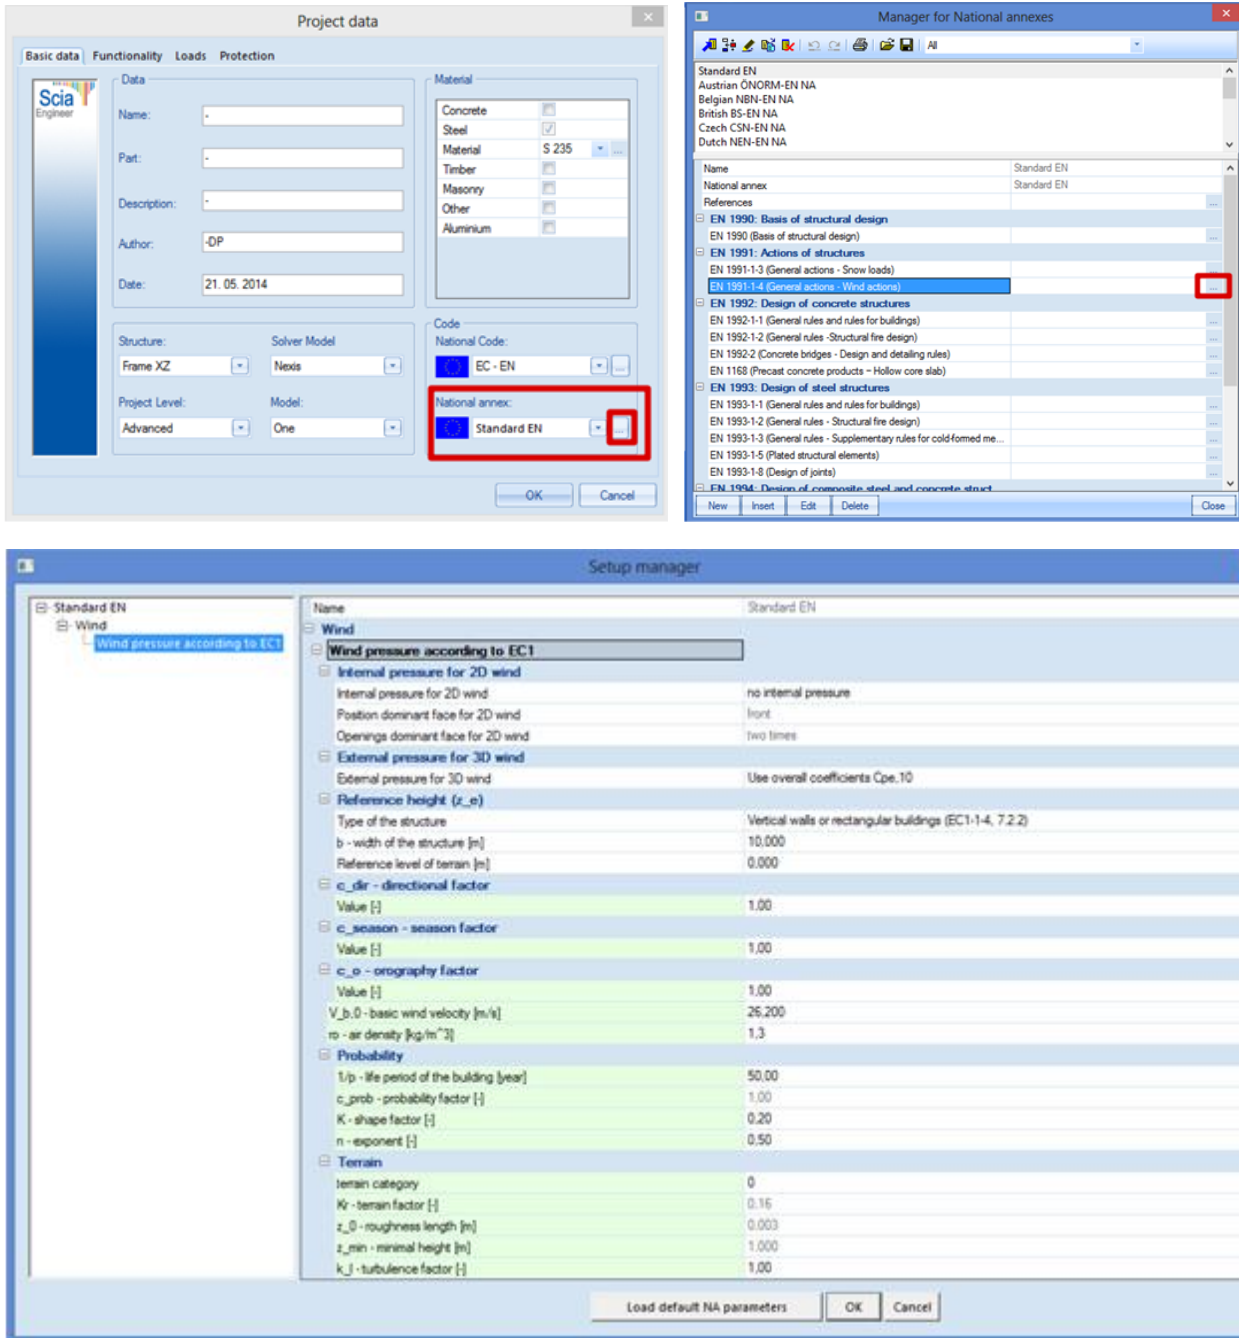 Project data
Basic data Functionality Loads Protection
Scia
Engineer
Data
Name: -
Part: -
Description: -
Author: -DP
Date: 21. 05. 2014
Material
Concrete
Steel
Material S 235 ...
Timber
Masonry
Other
Aluminium
Structure: Solver Model
Frame XZ Nexis
Project Level: Model:
Advanced One
Code
National Code:
EC - EN ...
National annex:
Standard EN ...
OK Cancel
Manager for National annexes
All
Standard EN
Austrian ÖNORM-EN NA
Belgian NBN-EN NA
British BS-EN NA
Czech CSN-EN NA
Dutch NEN-EN NA
Name Standard EN
National annex Standard EN
References ...
EN 1990: Basis of structural design
EN 1990 (Basis of structural design) ...
EN 1991: Actions of structures
EN 1991-1-3 (General actions - Snow loads) ...
EN 1991-1-4 (General actions - Wind actions) ...
EN 1992: Design of concrete structures
EN 1992-1-1 (General rules and rules for buildings) ...
EN 1992-1-2 (General rules -Structural fire design) ...
EN 1992-2 (Concrete bridges - Design and detailing rules) ...
EN 1168 (Precast concrete products – Hollow core slab) ...
EN 1993: Design of steel structures
EN 1993-1-1 (General rules and rules for buildings) ...
EN 1993-1-2 (General rules - Structural fire design) ...
EN 1993-1-3 (General rules - Supplementary rules for cold-formed me... ...
EN 1993-1-5 (Plated structural elements) ...
EN 1993-1-8 (Design of joints) ...
EN 1994: Design of composite steel and concrete struct
New Insert Edit Delete Close
Setup manager
Standard EN
Wind
Wind pressure according to EC1
Name Standard EN
Wind
Wind pressure according to EC1
Internal pressure for 2D wind
Internal pressure for 2D wind no internal pressure
Position dominant face for 2D wind front
Openings dominant face for 2D wind two times
External pressure for 3D wind
External pressure for 3D wind Use overall coefficients Cpe,10
Reference height (z_e)
Type of the structure Vertical walls or rectangular buildings (EC1-1-4, 7.2.2)
b - width of the structure [m] 10,000
Reference level of terrain [m] 0,000
c_dir - directional factor
Value [-] 1,00
c_season - season factor
Value [-] 1,00
c_o - orography factor
Value [-] 1,00
V_b,0 - basic wind velocity [m/s] 26,200
ro - air density [kg/m^3] 1,3
Probability
1/p - life period of the building [year] 50,00
c_prob - probability factor [-] 1,00
K - shape factor [-] 0,20
n - exponent [-] 0,50
Terrain
terrain category 0
Kr - terrain factor [-] 0,16
z_0 - roughness length [m] 0,003
z_min - minimal height [m] 1,000
k_I - turbulence factor [-] 1,00
Load default NA parameters OK Cancel